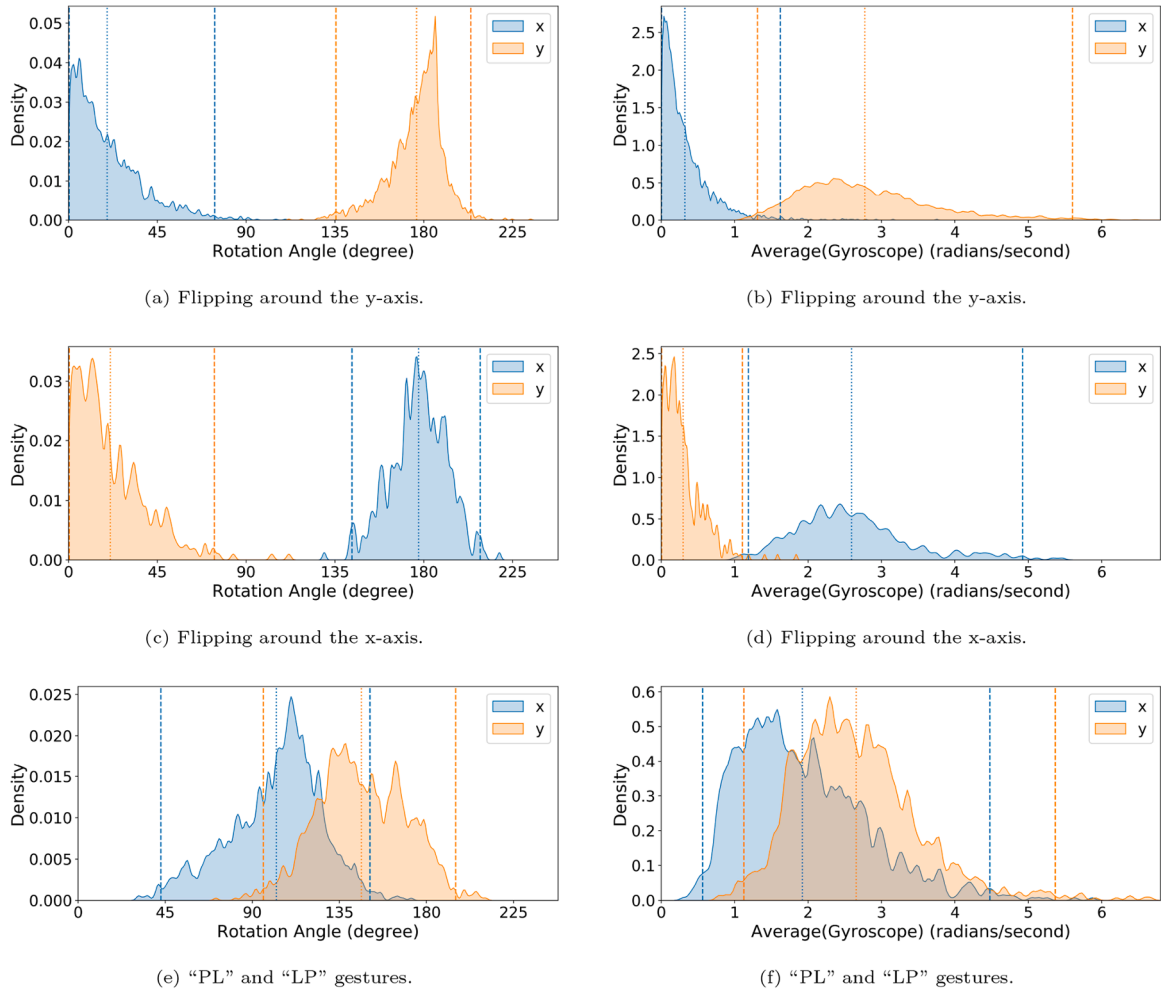 0.05
0.04
0.03
0.02
0.01
0.00
Density
0 45 90 135 180 225
Rotation Angle (degree)
x
y
(a) Flipping around the y-axis.
2.5
2.0
1.5
1.0
0.5
0.0
Density
0 1 2 3 4 5 6
Average(Gyroscope) (radians/second)
x
y
(b) Flipping around the y-axis.
0.03
0.02
0.01
0.00
Density
0 45 90 135 180 225
Rotation Angle (degree)
x
y
(c) Flipping around the x-axis.
2.5
2.0
1.5
1.0
0.5
0.0
Density
0 1 2 3 4 5 6
Average(Gyroscope) (radians/second)
x
y
(d) Flipping around the x-axis.
0.025
0.020
0.015
0.010
0.005
0.000
Density
0 45 90 135 180 225
Rotation Angle (degree)
x
y
(e) “PL” and “LP” gestures.
0.6
0.5
0.4
0.3
0.2
0.1
0.0
Density
0 1 2 3 4 5 6
Average(Gyroscope) (radians/second)
x
y
(f) “PL” and “LP” gestures.